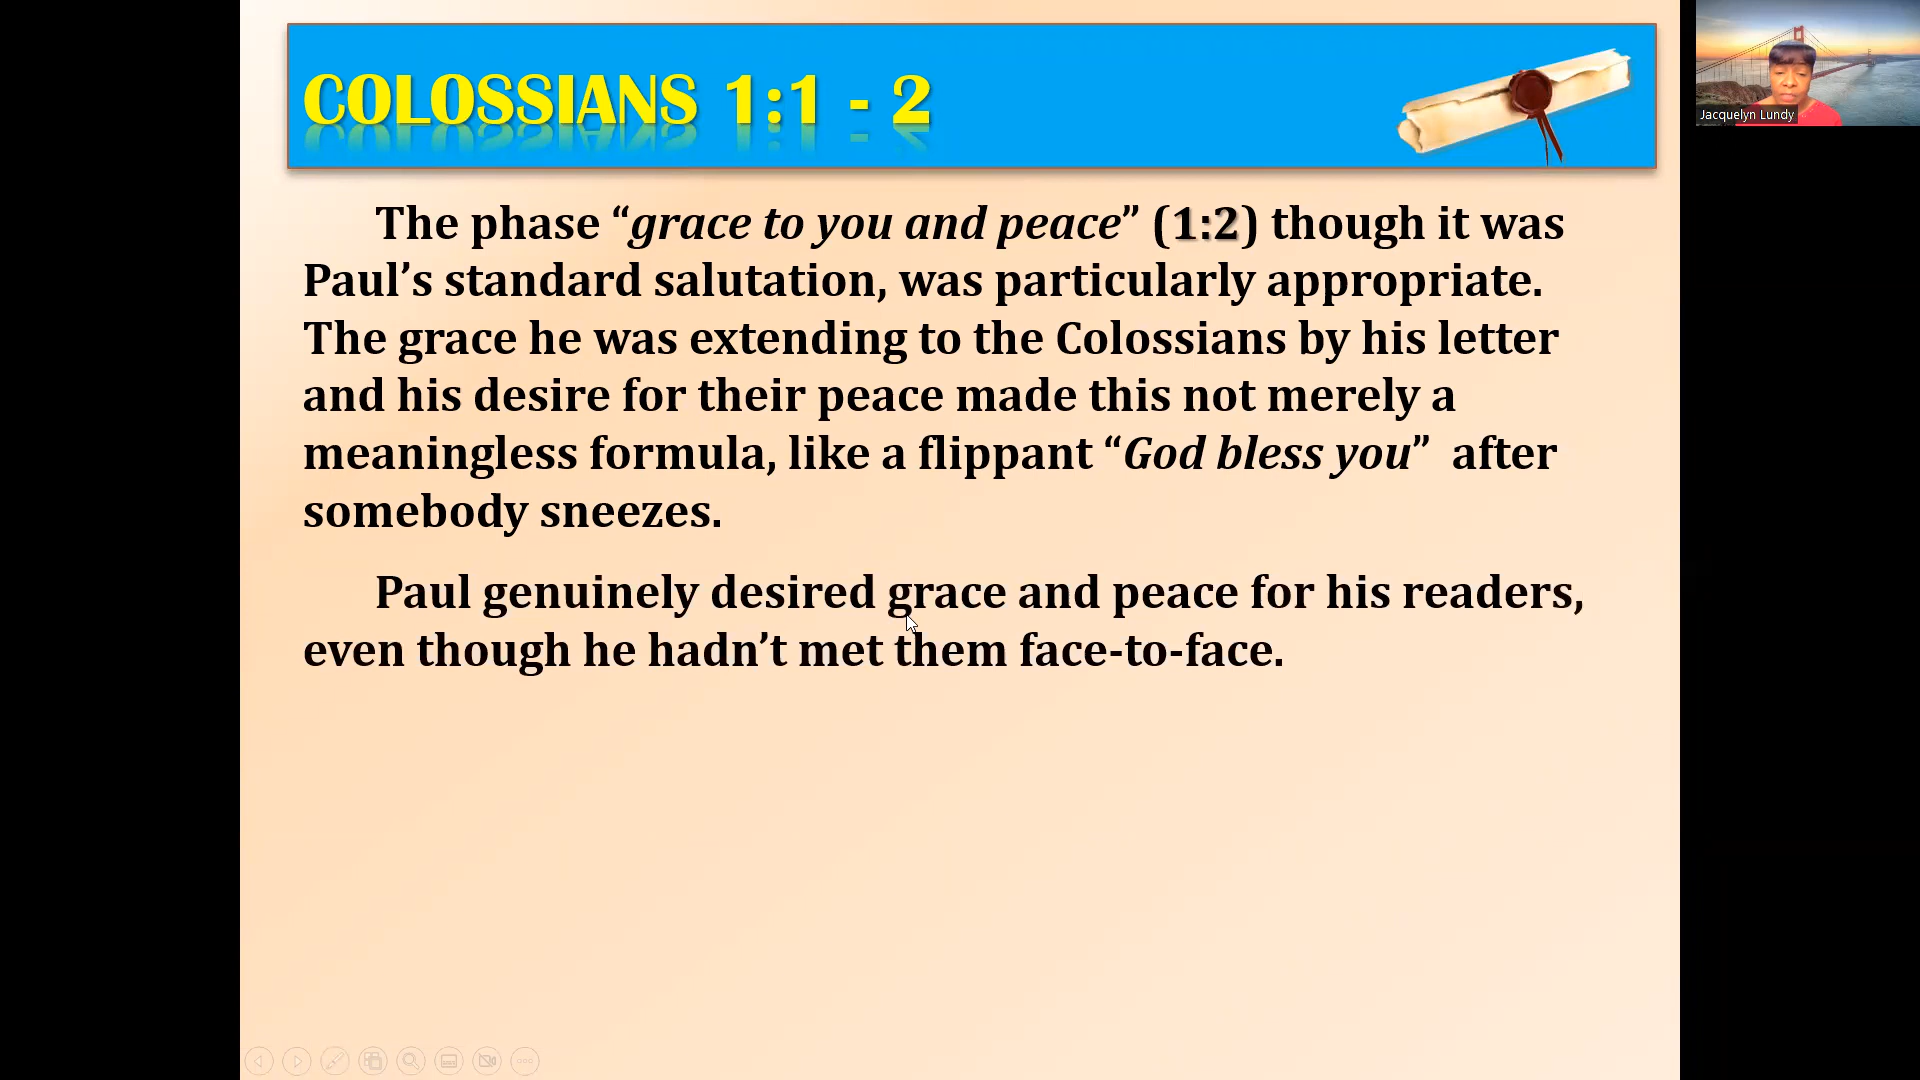 COLOSSIANS 1:1 - 2
Jacquelyn Lundy
The phase “grace to you and peace” (1:2) though it was
Paul’s standard salutation, was particularly appropriate.
The grace he was extending to the Colossians by his letter
and his desire for their peace made this not merely a
meaningless formula, like a flippant “God bless you”  after
somebody sneezes.
Paul genuinely desired grace and peace for his readers,
even though he hadn’t met them face-to-face.